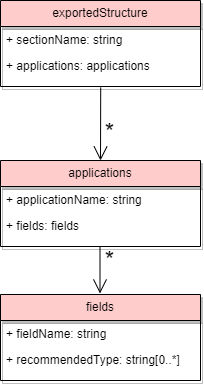 exportedStructure
+ sectionName: string
+ applications: applications
*
applications
+ applicationName: string
+ fields: fields
*
fields
+ fieldName: string
+ recommendedType: string[0..*]